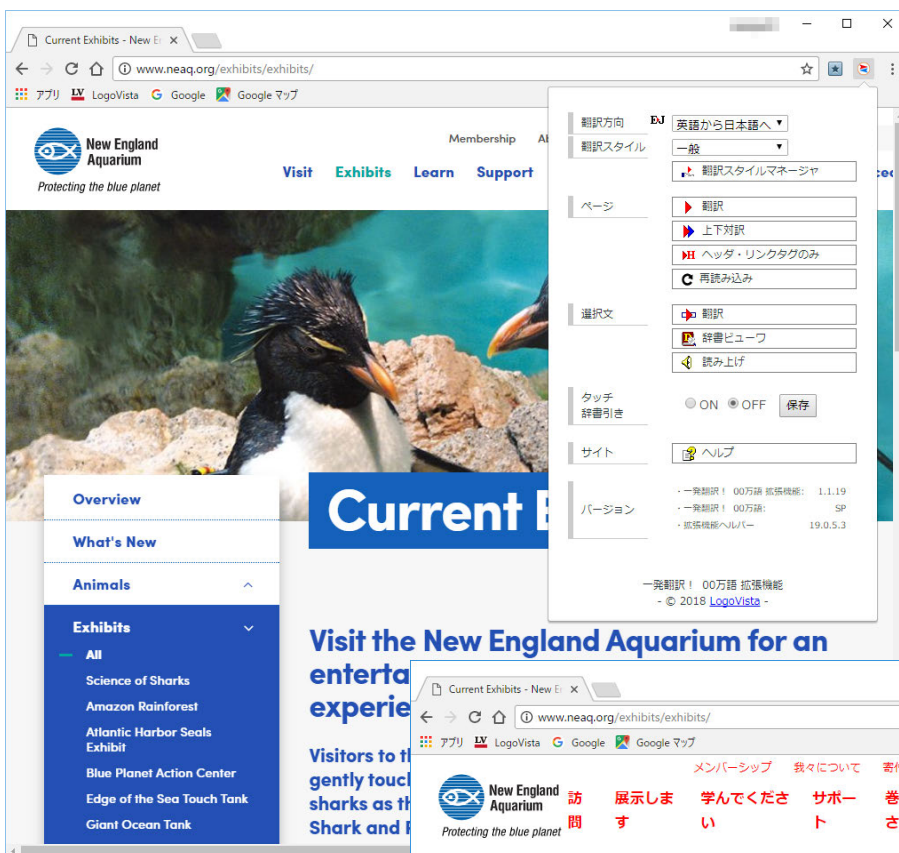 Current Exhibits - New E
www.neaq.org/exhibits/exhibits/
アプリ LV LogoVista G Google Google マップ
New England
Aquarium
Protecting the blue planet
Membership
Visit Exhibits Learn Support
翻訳方向 EJ 英語から日本語へ▼
翻訳スタイル 一般 ▼
翻訳スタイルマネージャ
ページ 翻訳
上下対訳
H ヘッダ・リンクタグのみ
再読み込み
選択文 翻訳
辞書ビューワ
読み上げ
タッチ
辞書引き
ON OFF 保存
サイト ヘルプ
バージョン
・一発翻訳! 00万語 拡張機能: 1.1.19
・一発翻訳! 00万語: SP
・拡張機能ヘルパー 19.0.5.3
一発翻訳! 00万語 拡張機能
- © 2018 LogoVista -
Current E
Overview
What's New
Animals
Exhibits
All
Science of Sharks
Amazon Rainforest
Atlantic Harbor Seals
Exhibit
Blue Planet Action Center
Edge of the Sea Touch Tank
Giant Ocean Tank
Visit the New England Aquarium for an
enterta
experie
Visitors to th
gently touch
sharks as th
Shark and
Current Exhibits - New E
www.neaq.org/exhibits/exhibits/
アプリ LV LogoVista G Google Google マップ
New England
Aquarium
Protecting the blue planet
メンバーシップ 我々について 寄
訪
問
展示しま
す
学んでくださ
い
サポー
ト
巻
さ